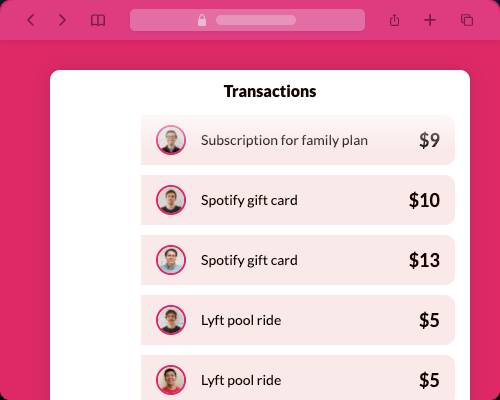 Transactions
Subscription for family plan $9
Spotify gift card $10
Spotify gift card $13
Lyft pool ride $5
Lyft pool ride $5